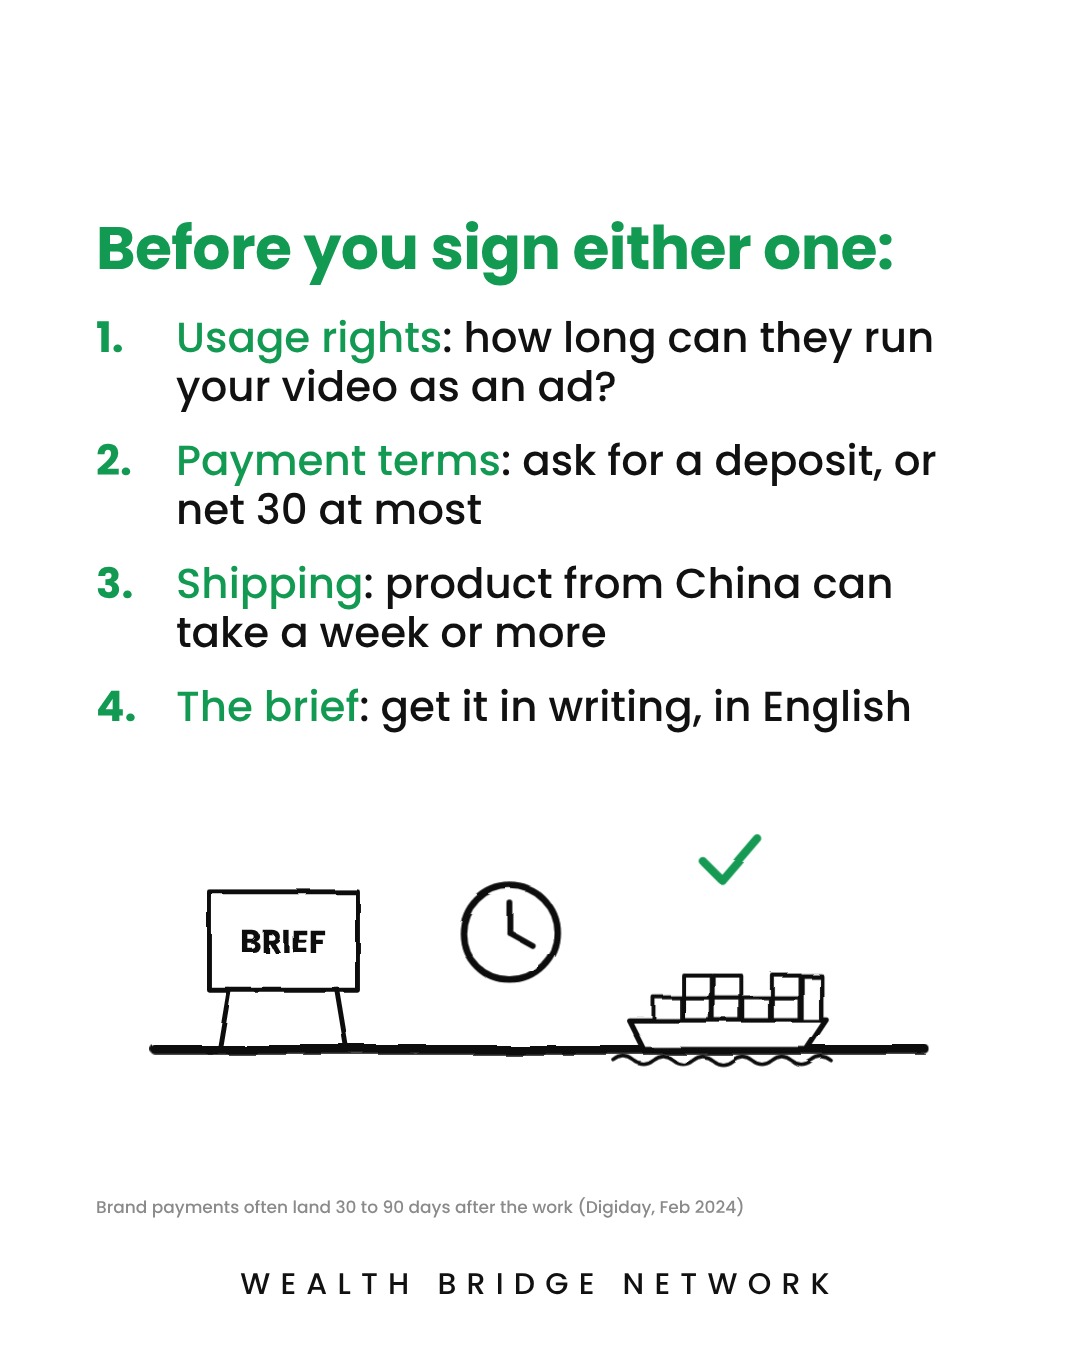 Before you sign either one:
1. Usage rights: how long can they run
your video as an ad?
2. Payment terms: ask for a deposit, or
net 30 at most
3. Shipping: product from China can
take a week or more
4. The brief: get it in writing, in English
BRIEF
Brand payments often land 30 to 90 days after the work (Digiday, Feb 2024)
WEALTH BRIDGE NETWORK